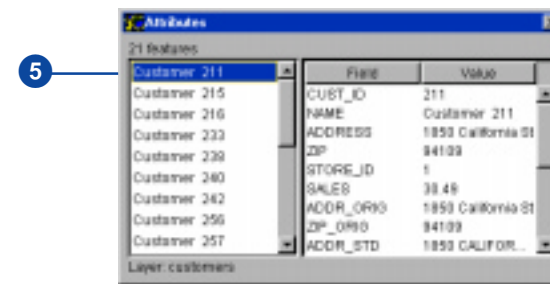 Attributes
21 features
5
Customer 211
Customer 215
Customer 216
Customer 233
Customer 239
Customer 240
Customer 242
Customer 256
Customer 257
Field Value
CUST_ID 211
NAME Customer 211
ADDRESS 1850 California St
ZIP 94109
STORE_ID 1
SALES 30.49
ADDR_ORIG 1850 California St
ZIP_ORIG 94109
ADDR_STD 1850 CALIFOR...
Layer: customers